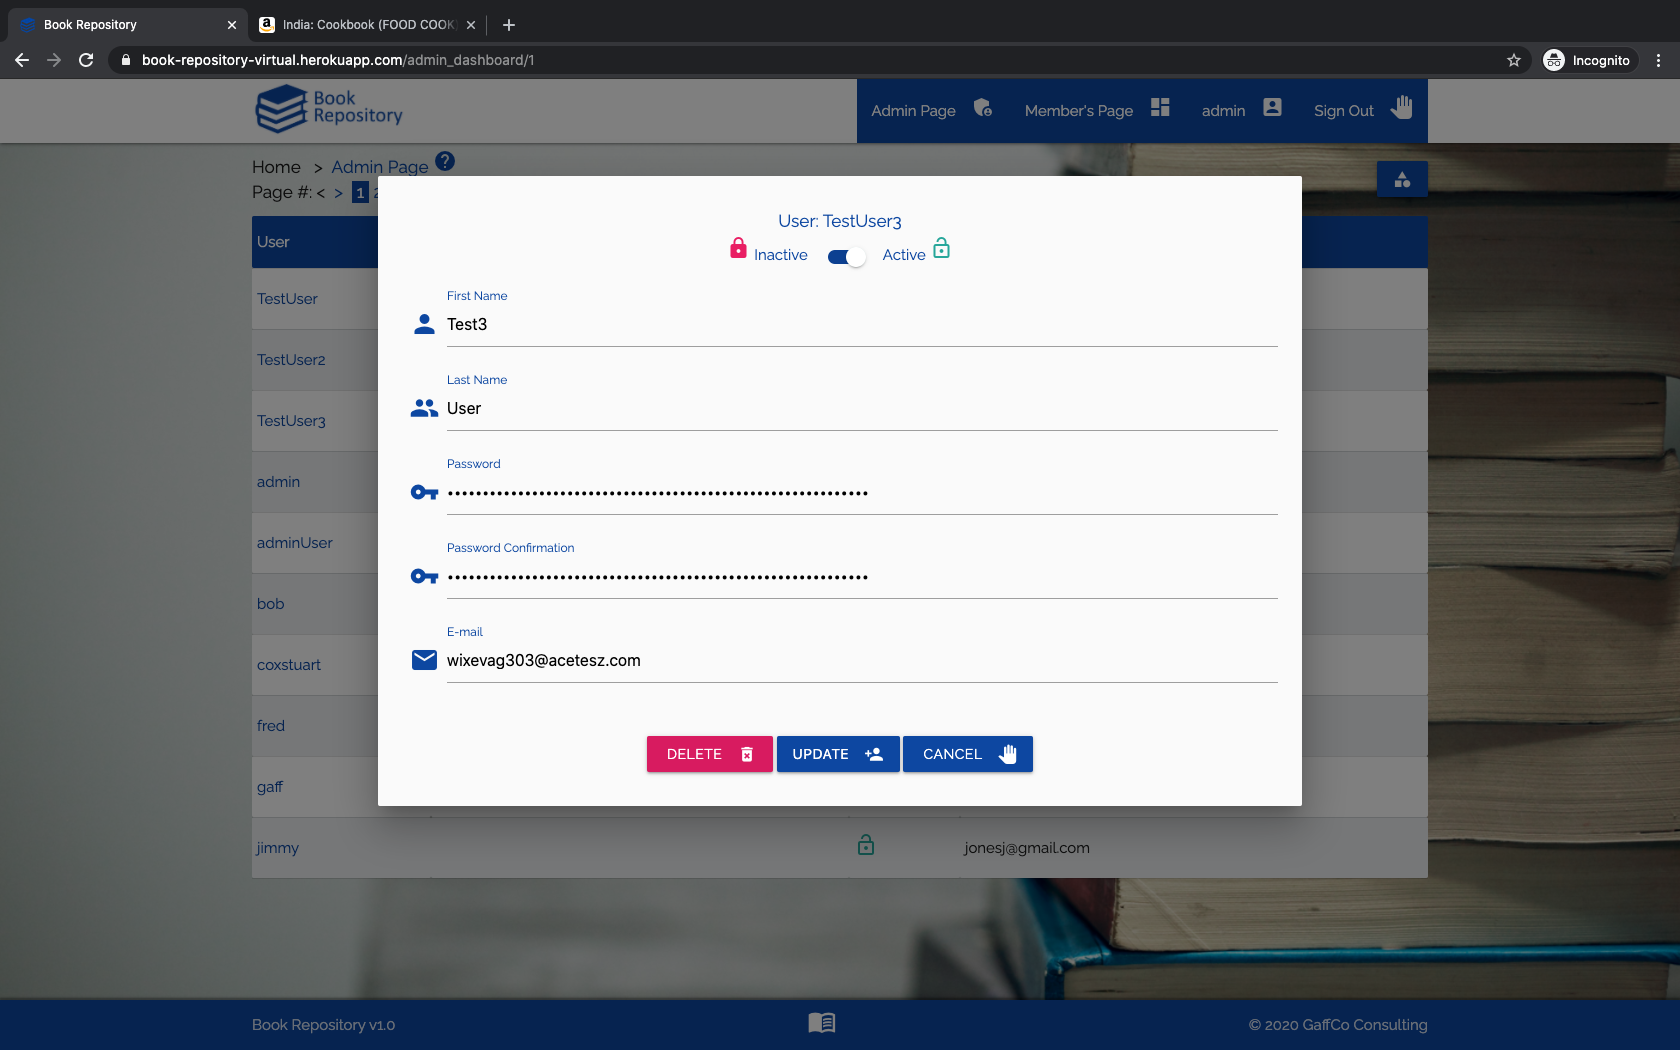 Book Repository
India: Cookbook (FOOD COOK
book-repository-virtual.herokuapp.com/admin_dashboard/1
Incognito
Book
Repository
Admin Page
Member's Page
admin
Sign Out
Home > Admin Page ?
Page #: < > 1
User
TestUser
TestUser2
TestUser3
admin
adminUser
bob
coxstuart
fred
gaff
jimmy
jonesj@gmail.com
User: TestUser3
Inactive
Active
First Name
Test3
Last Name
User
Password
Password Confirmation
E-mail
wixevag303@acetesz.com
DELETE
UPDATE
CANCEL
Book Repository v1.0
© 2020 GaffCo Consulting